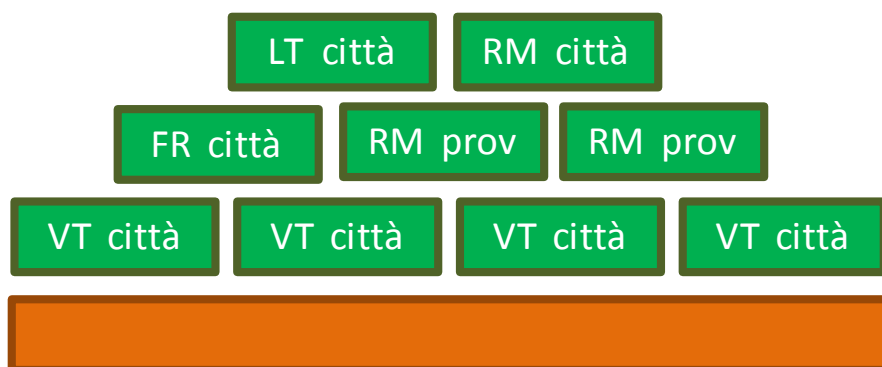 LT città RM città
FR città RM prov RM prov
VT città VT città VT città VT città